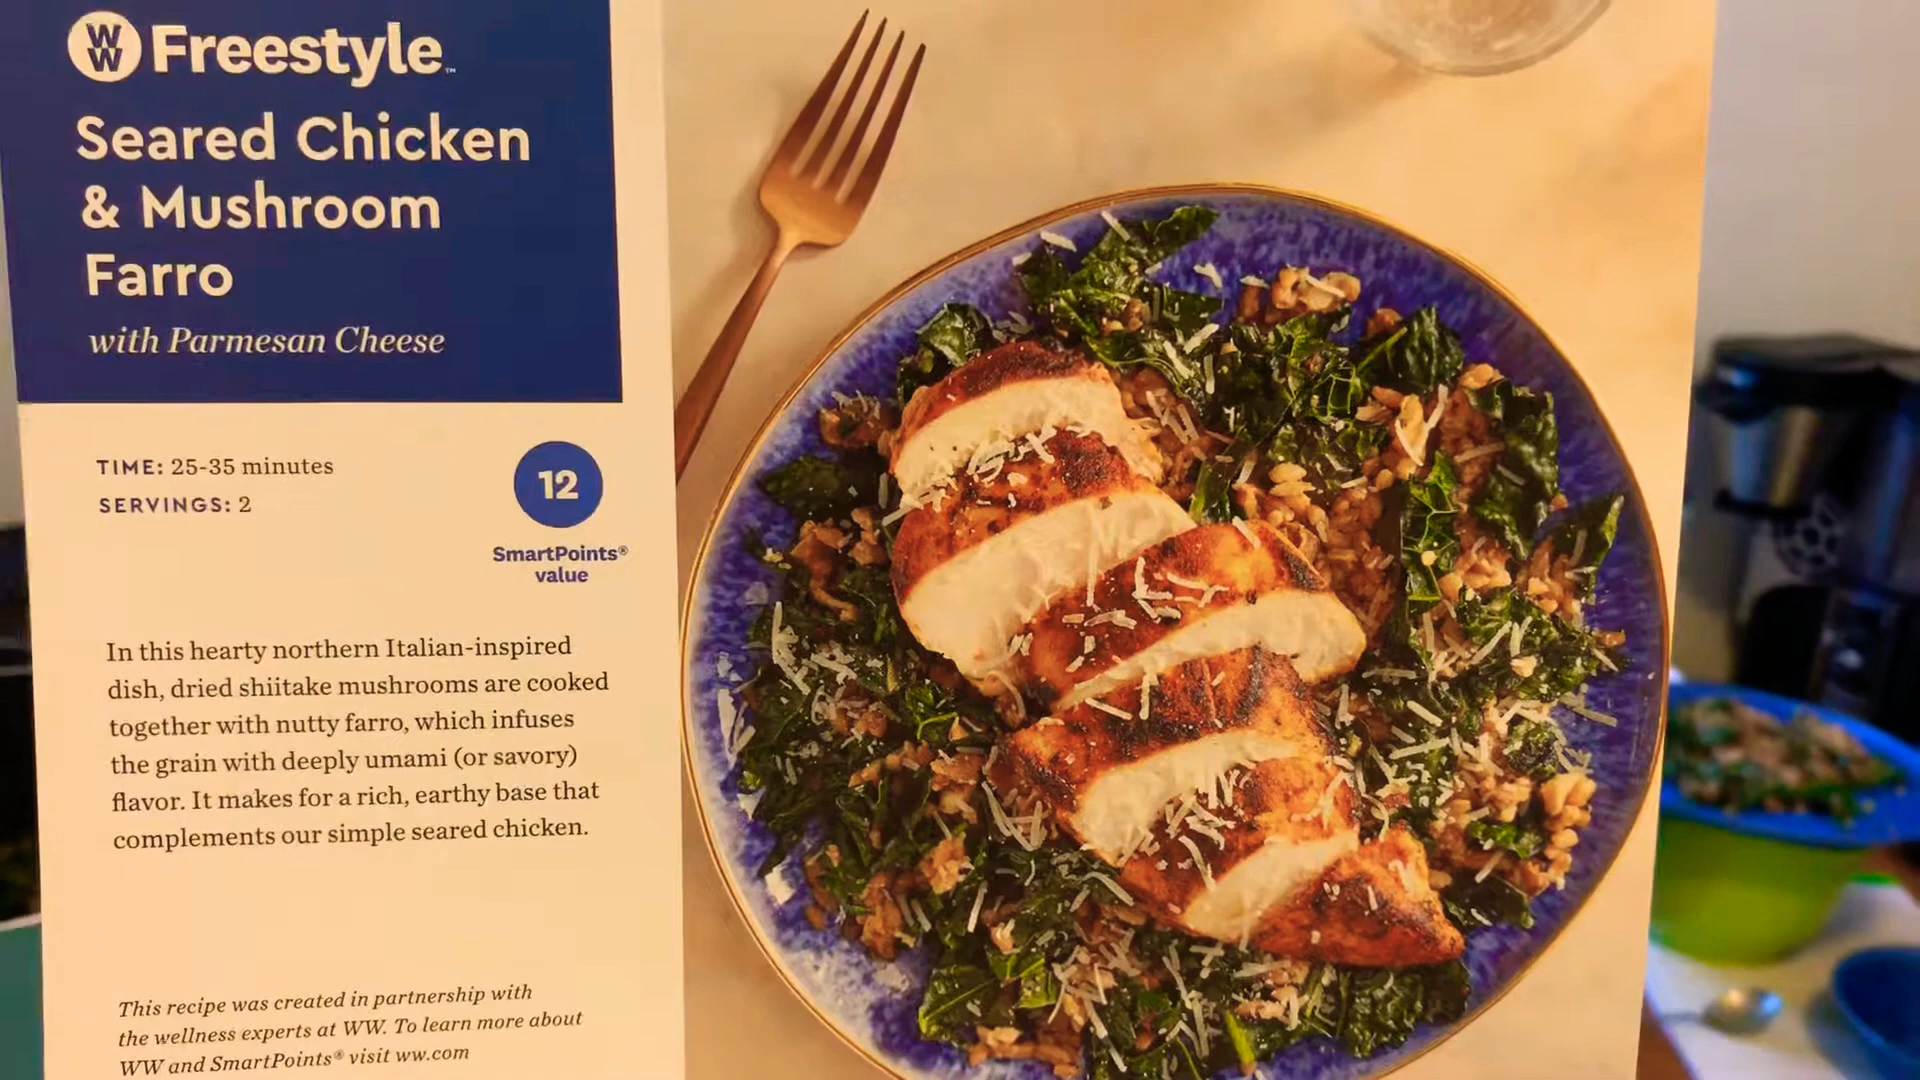 WW Freestyle™
Seared Chicken
& Mushroom
Farro
with Parmesan Cheese
TIME: 25-35 minutes
SERVINGS: 2
12
SmartPoints®
value
In this hearty northern Italian-inspired
dish, dried shiitake mushrooms are cooked
together with nutty farro, which infuses
the grain with deeply umami (or savory)
flavor. It makes for a rich, earthy base that
complements our simple seared chicken.
This recipe was created in partnership with
the wellness experts at WW. To learn more about
WW and SmartPoints® visit ww.com